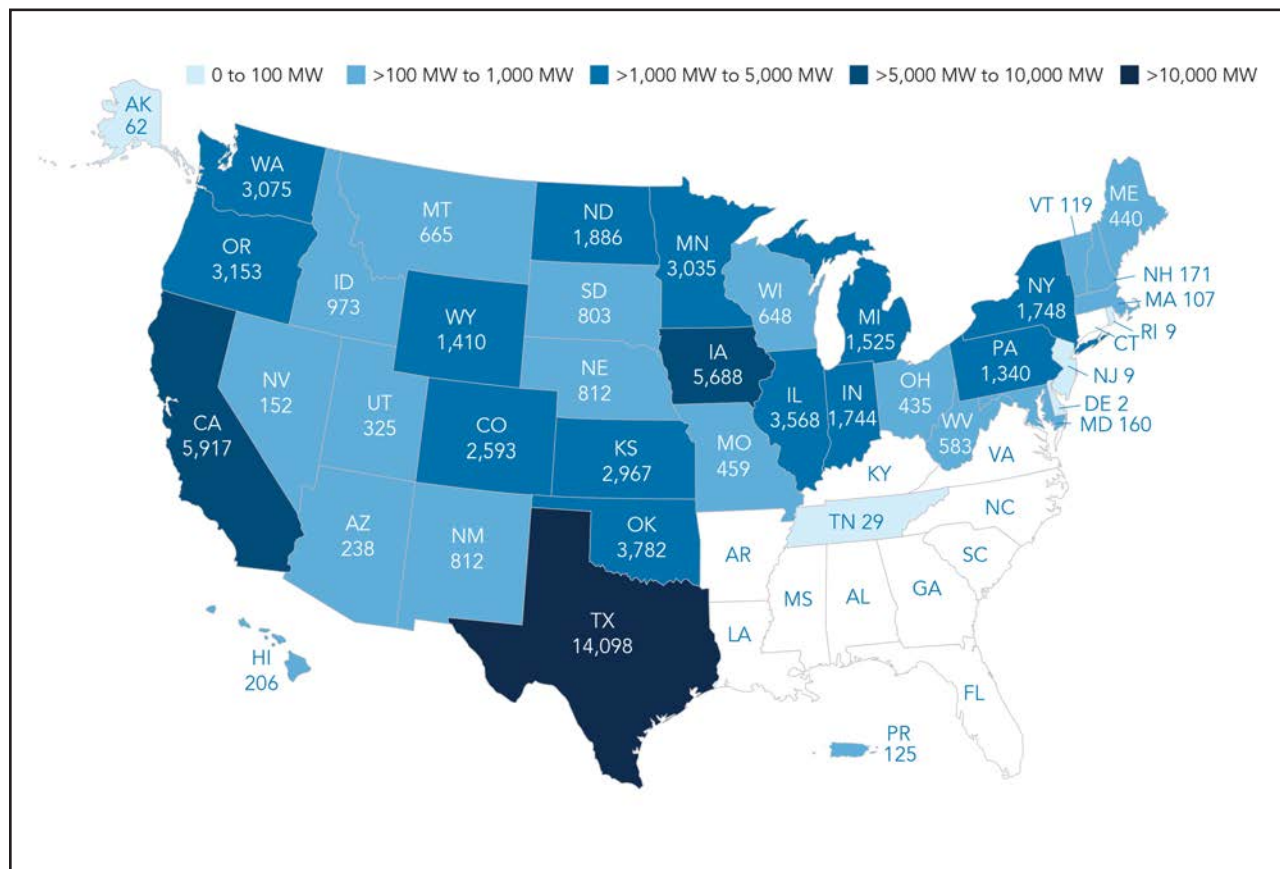 0 to 100 MW >100 MW to 1,000 MW >1,000 MW to 5,000 MW >5,000 MW to 10,000 MW >10,000 MW
AK
62
WA
3,075
MT
665
ND
1,886
MN
3,035
VT 119
ME
440
OR
3,153
ID
973
WY
1,410
SD
803
WI
648
MI
1,525
NY
1,748
NH 171
MA 107
RI 9
CT
CA
5,917
NV
152
UT
325
CO
2,593
NE
812
IA
5,688
IL
3,568
IN
1,744
OH
435
PA
1,340
NJ 9
DE 2
MD 160
WV
583
VA
KS
2,967
MO
459
KY
AZ
238
NM
812
OK
3,782
AR
TN 29
NC
SC
TX
14,098
LA
MS
AL
GA
FL
HI
206
PR
125